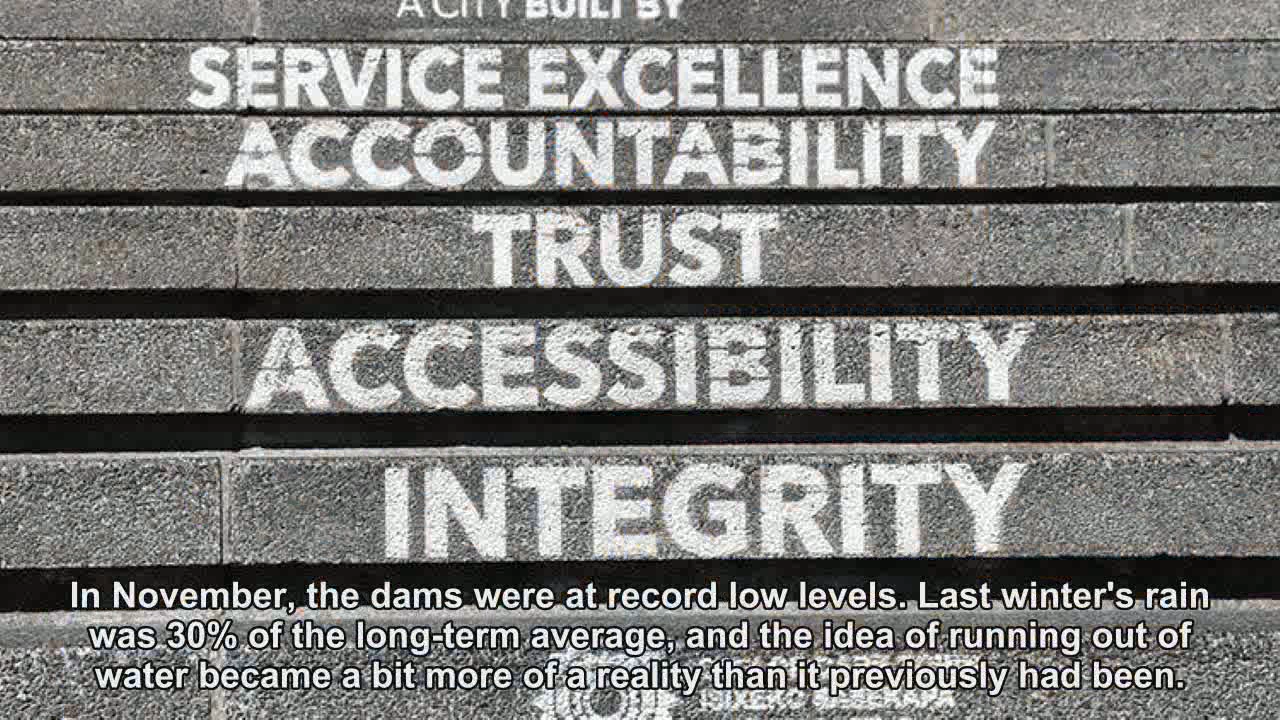 A CITY BUILT BY
SERVICE EXCELLENCE
ACCOUNTABILITY
TRUST
ACCESSIBILITY
INTEGRITY
In November, the dams were at record low levels. Last winter's rain
was 30% of the long-term average, and the idea of running out of
water became a bit more of a reality than it previously had been.